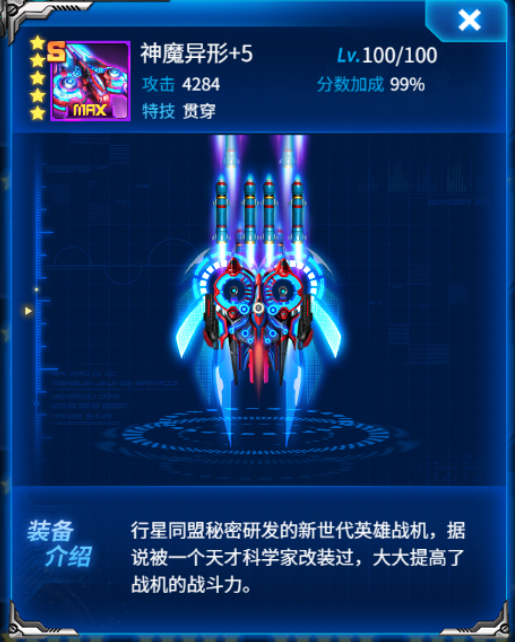 神魔异形+5
S
Lv.100/100
攻击 4284
分数加成 99%
MAX
特技 贯穿
装备
介绍
行星同盟秘密研发的新世代英雄战机，据
说被一个天才科学家改装过，大大提高了
战机的战斗力。